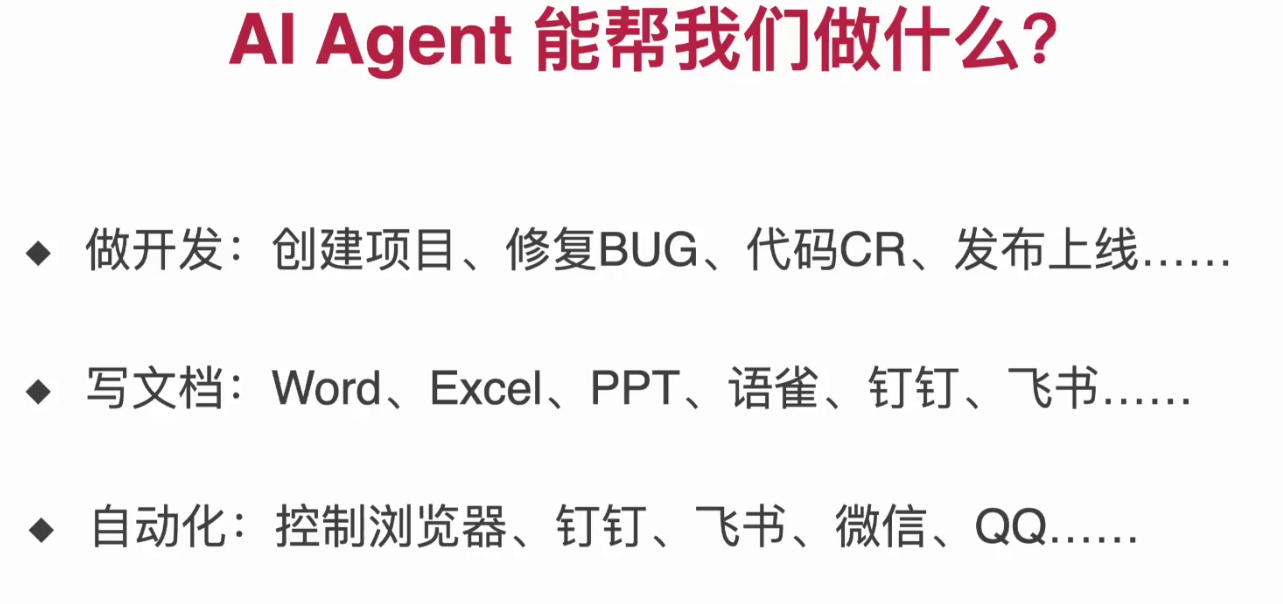 AI Agent 能帮我们做什么？
◆ 做开发：创建项目、修复BUG、代码CR、发布上线……
◆ 写文档：Word、Excel、PPT、语雀、钉钉、飞书……
◆ 自动化：控制浏览器、钉钉、飞书、微信、QQ……